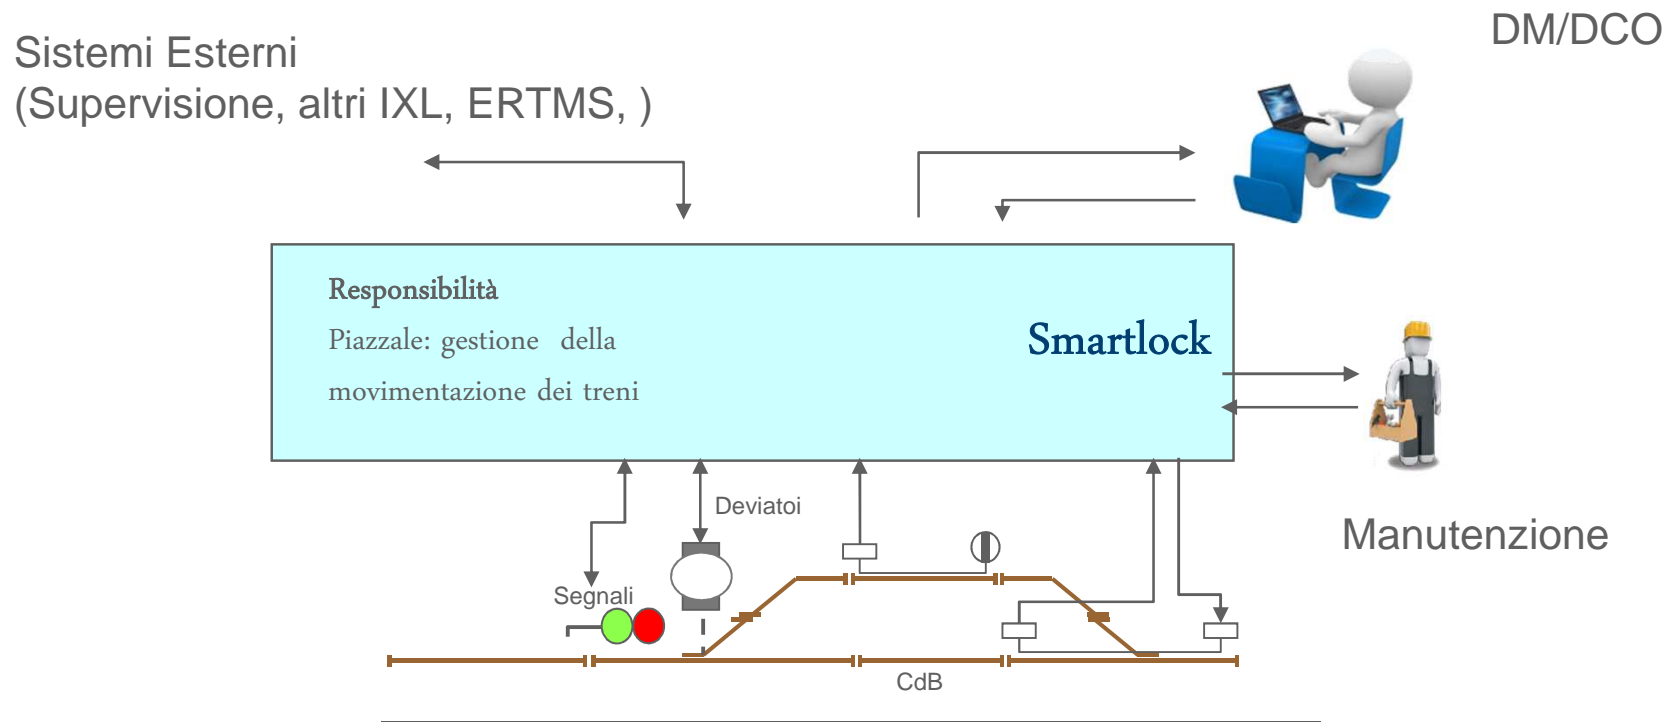 DM/DCO
Sistemi Esterni
(Supervisione, altri IXL, ERTMS, )
Responsibilità
Piazzale: gestione della
movimentazione dei treni
Smartlock
Deviatoi
Manutenzione
Segnali
CdB